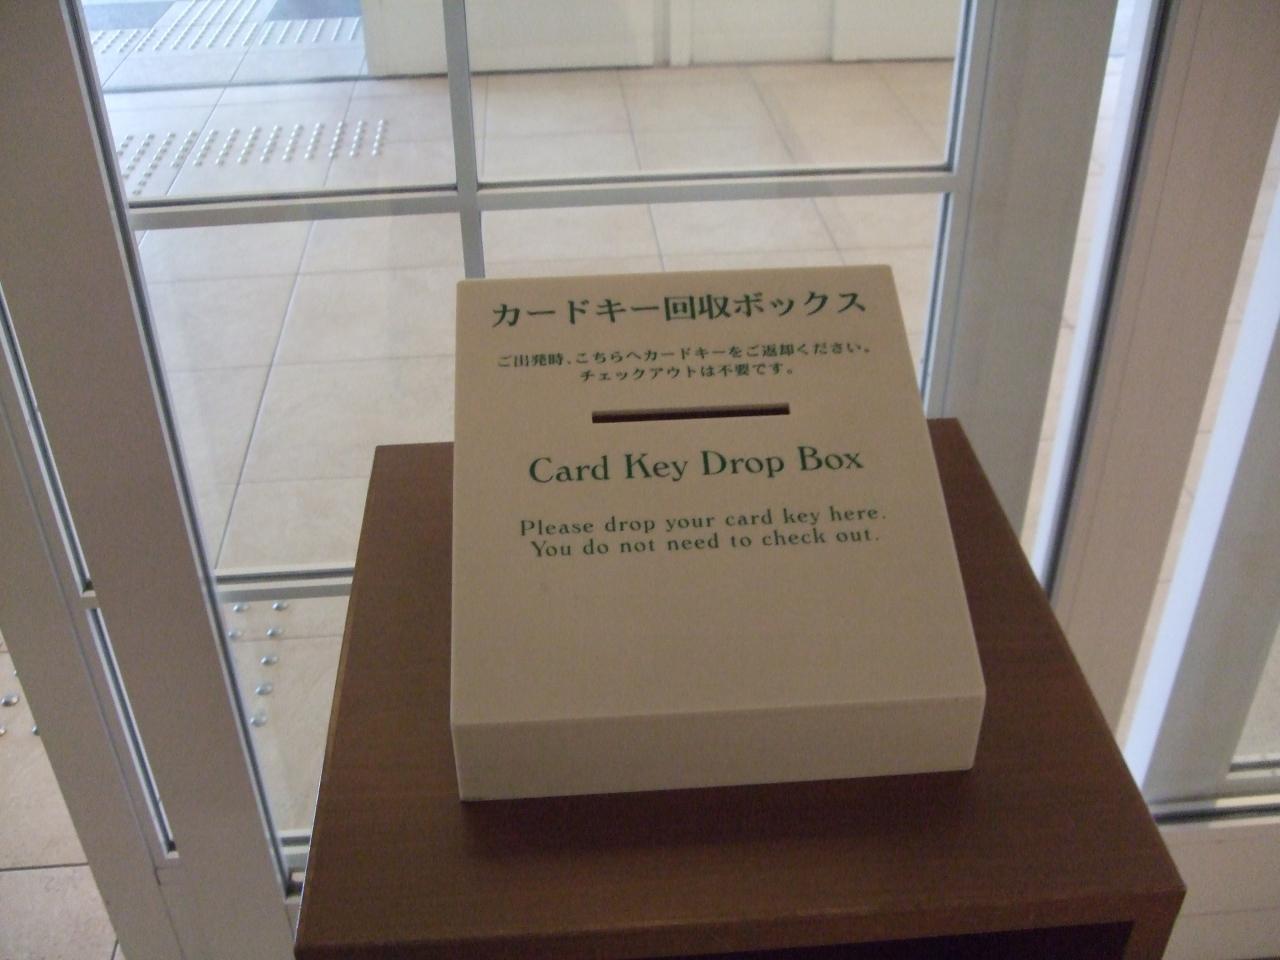 カードキー回収ボックス
ご出発時、こちらへカードキーをご返却ください。
チェックアウトは不要です。
Card Key Drop Box
Please drop your card key here.
You do not need to check out.